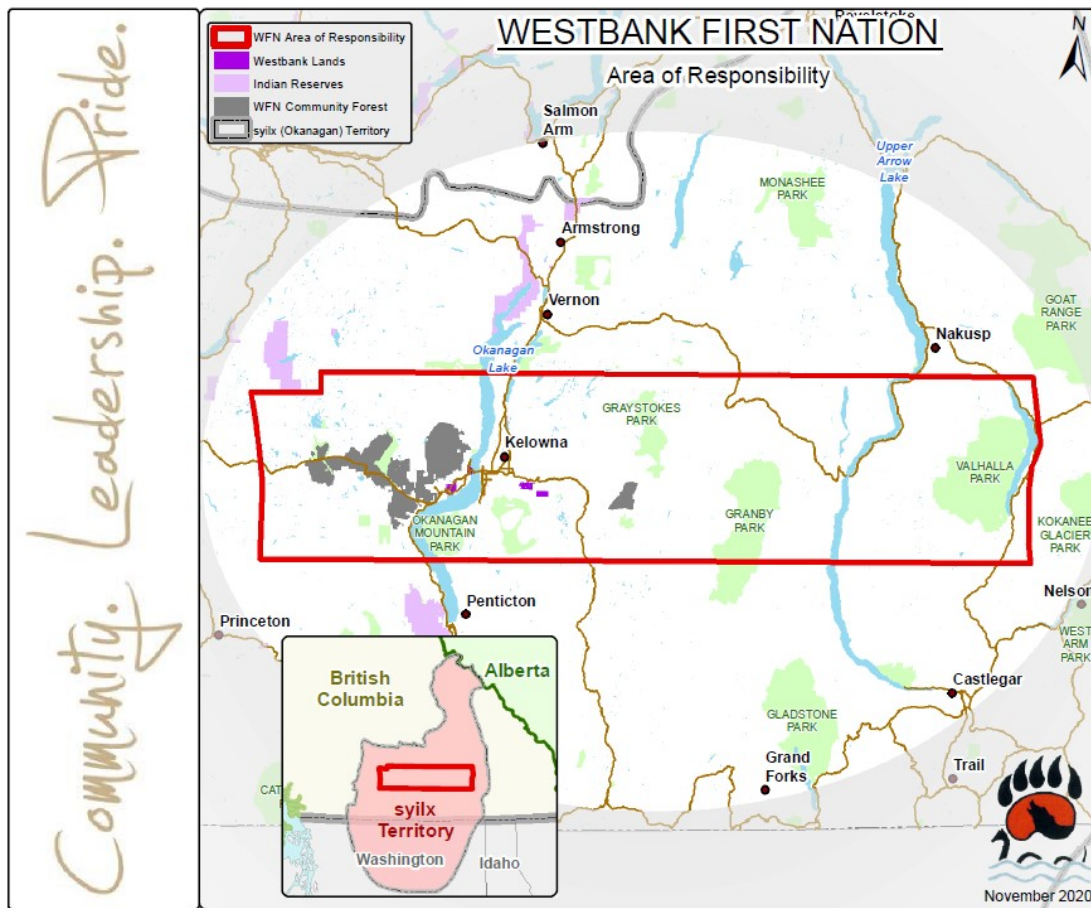 Community. Leadership. Pride.
WESTBANK FIRST NATION
Area of Responsibility
N
WFN Area of Responsibility
Westbank Lands
Indian Reserves
WFN Community Forest
syilx (Okanagan) Territory
Revelstoke
Salmon
Arm
Upper
Arrow
Lake
MONASHEE
PARK
Armstrong
Vernon
GOAT
RANGE
PARK
Okanagan
Lake
Nakusp
GRAYSTOKES
PARK
Kelowna
VALHALLA
PARK
OKANAGAN
MOUNTAIN
PARK
GRANBY
PARK
KOKANEE
GLACIER
PARK
Penticton
Nelson
Princeton
WEST
ARM
PARK
British
Columbia
Alberta
Castlegar
GLADSTONE
PARK
Grand
Forks
Trail
CAT
syilx
Territory
Washington
Idaho
November 2020